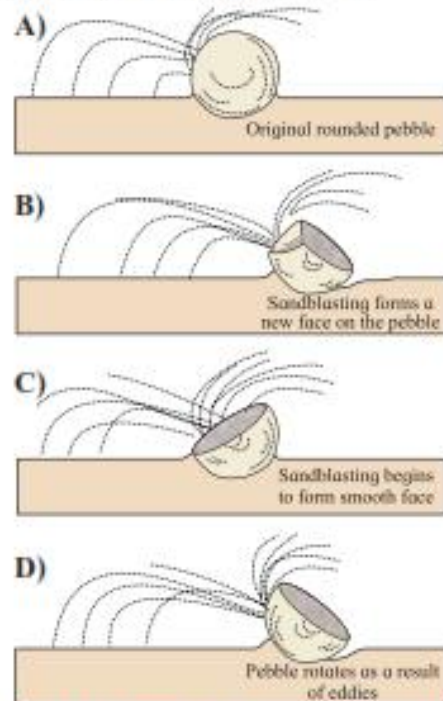 A)
Original rounded pebble
B)
Sandblasting forms a
new face on the pebble
C)
Sandblasting begins
to form smooth face
D)
Pebble rotates as a result
of eddies